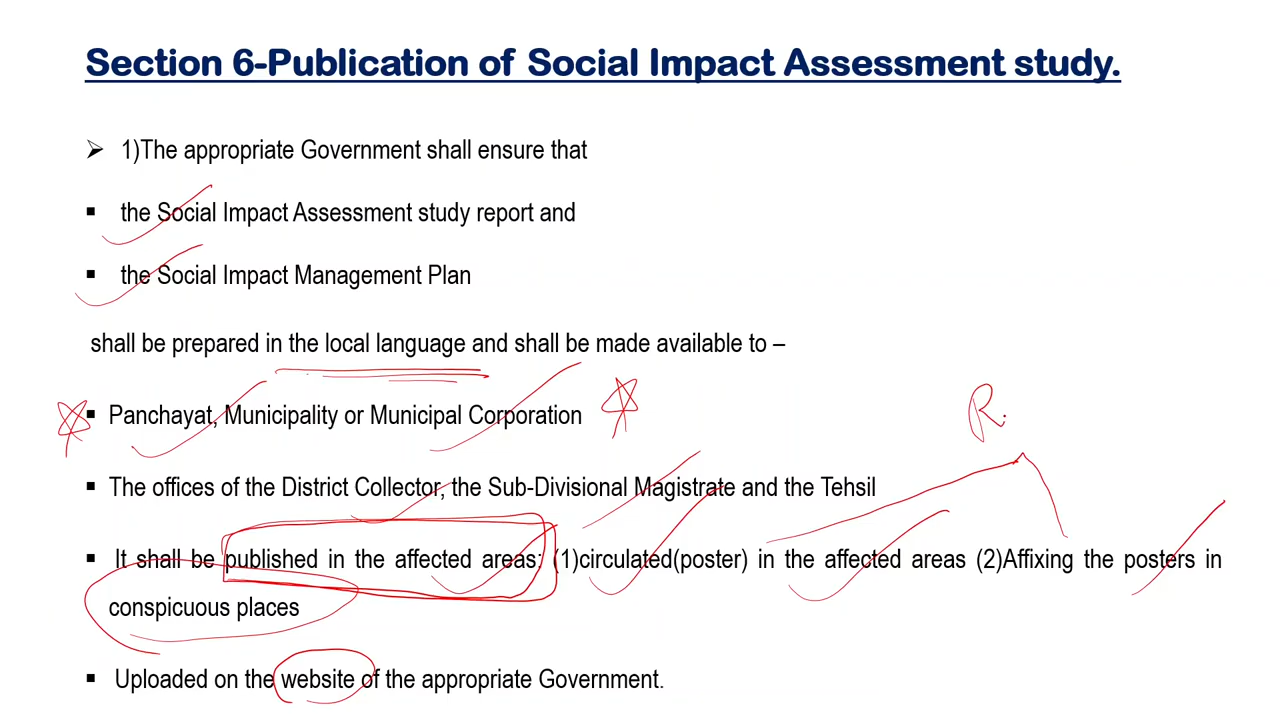 Section 6-Publication of Social Impact Assessment study.
➢ 1)The appropriate Government shall ensure that
▪ the Social Impact Assessment study report and
▪ the Social Impact Management Plan
shall be prepared in the local language and shall be made available to –
▪ Panchayat, Municipality or Municipal Corporation
R.
▪ The offices of the District Collector, the Sub-Divisional Magistrate and the Tehsil
▪ It shall be published in the affected areas: (1)circulated(poster) in the affected areas (2)Affixing the posters in
conspicuous places
▪ Uploaded on the website of the appropriate Government.